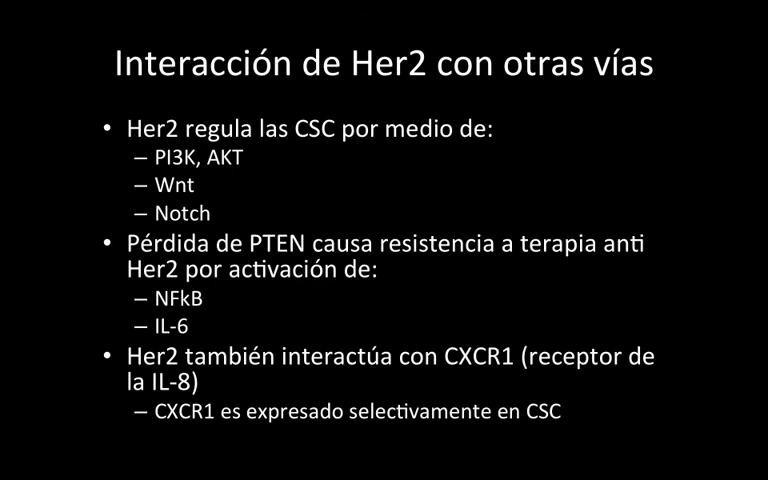 Interacción de Her2 con otras vías
• Her2 regula las CSC por medio de:
– PI3K, AKT
– Wnt
– Notch
• Pérdida de PTEN causa resistencia a terapia anti
Her2 por activación de:
– NFkB
– IL-6
• Her2 también interactúa con CXCR1 (receptor de
la IL-8)
– CXCR1 es expresado selectivamente en CSC